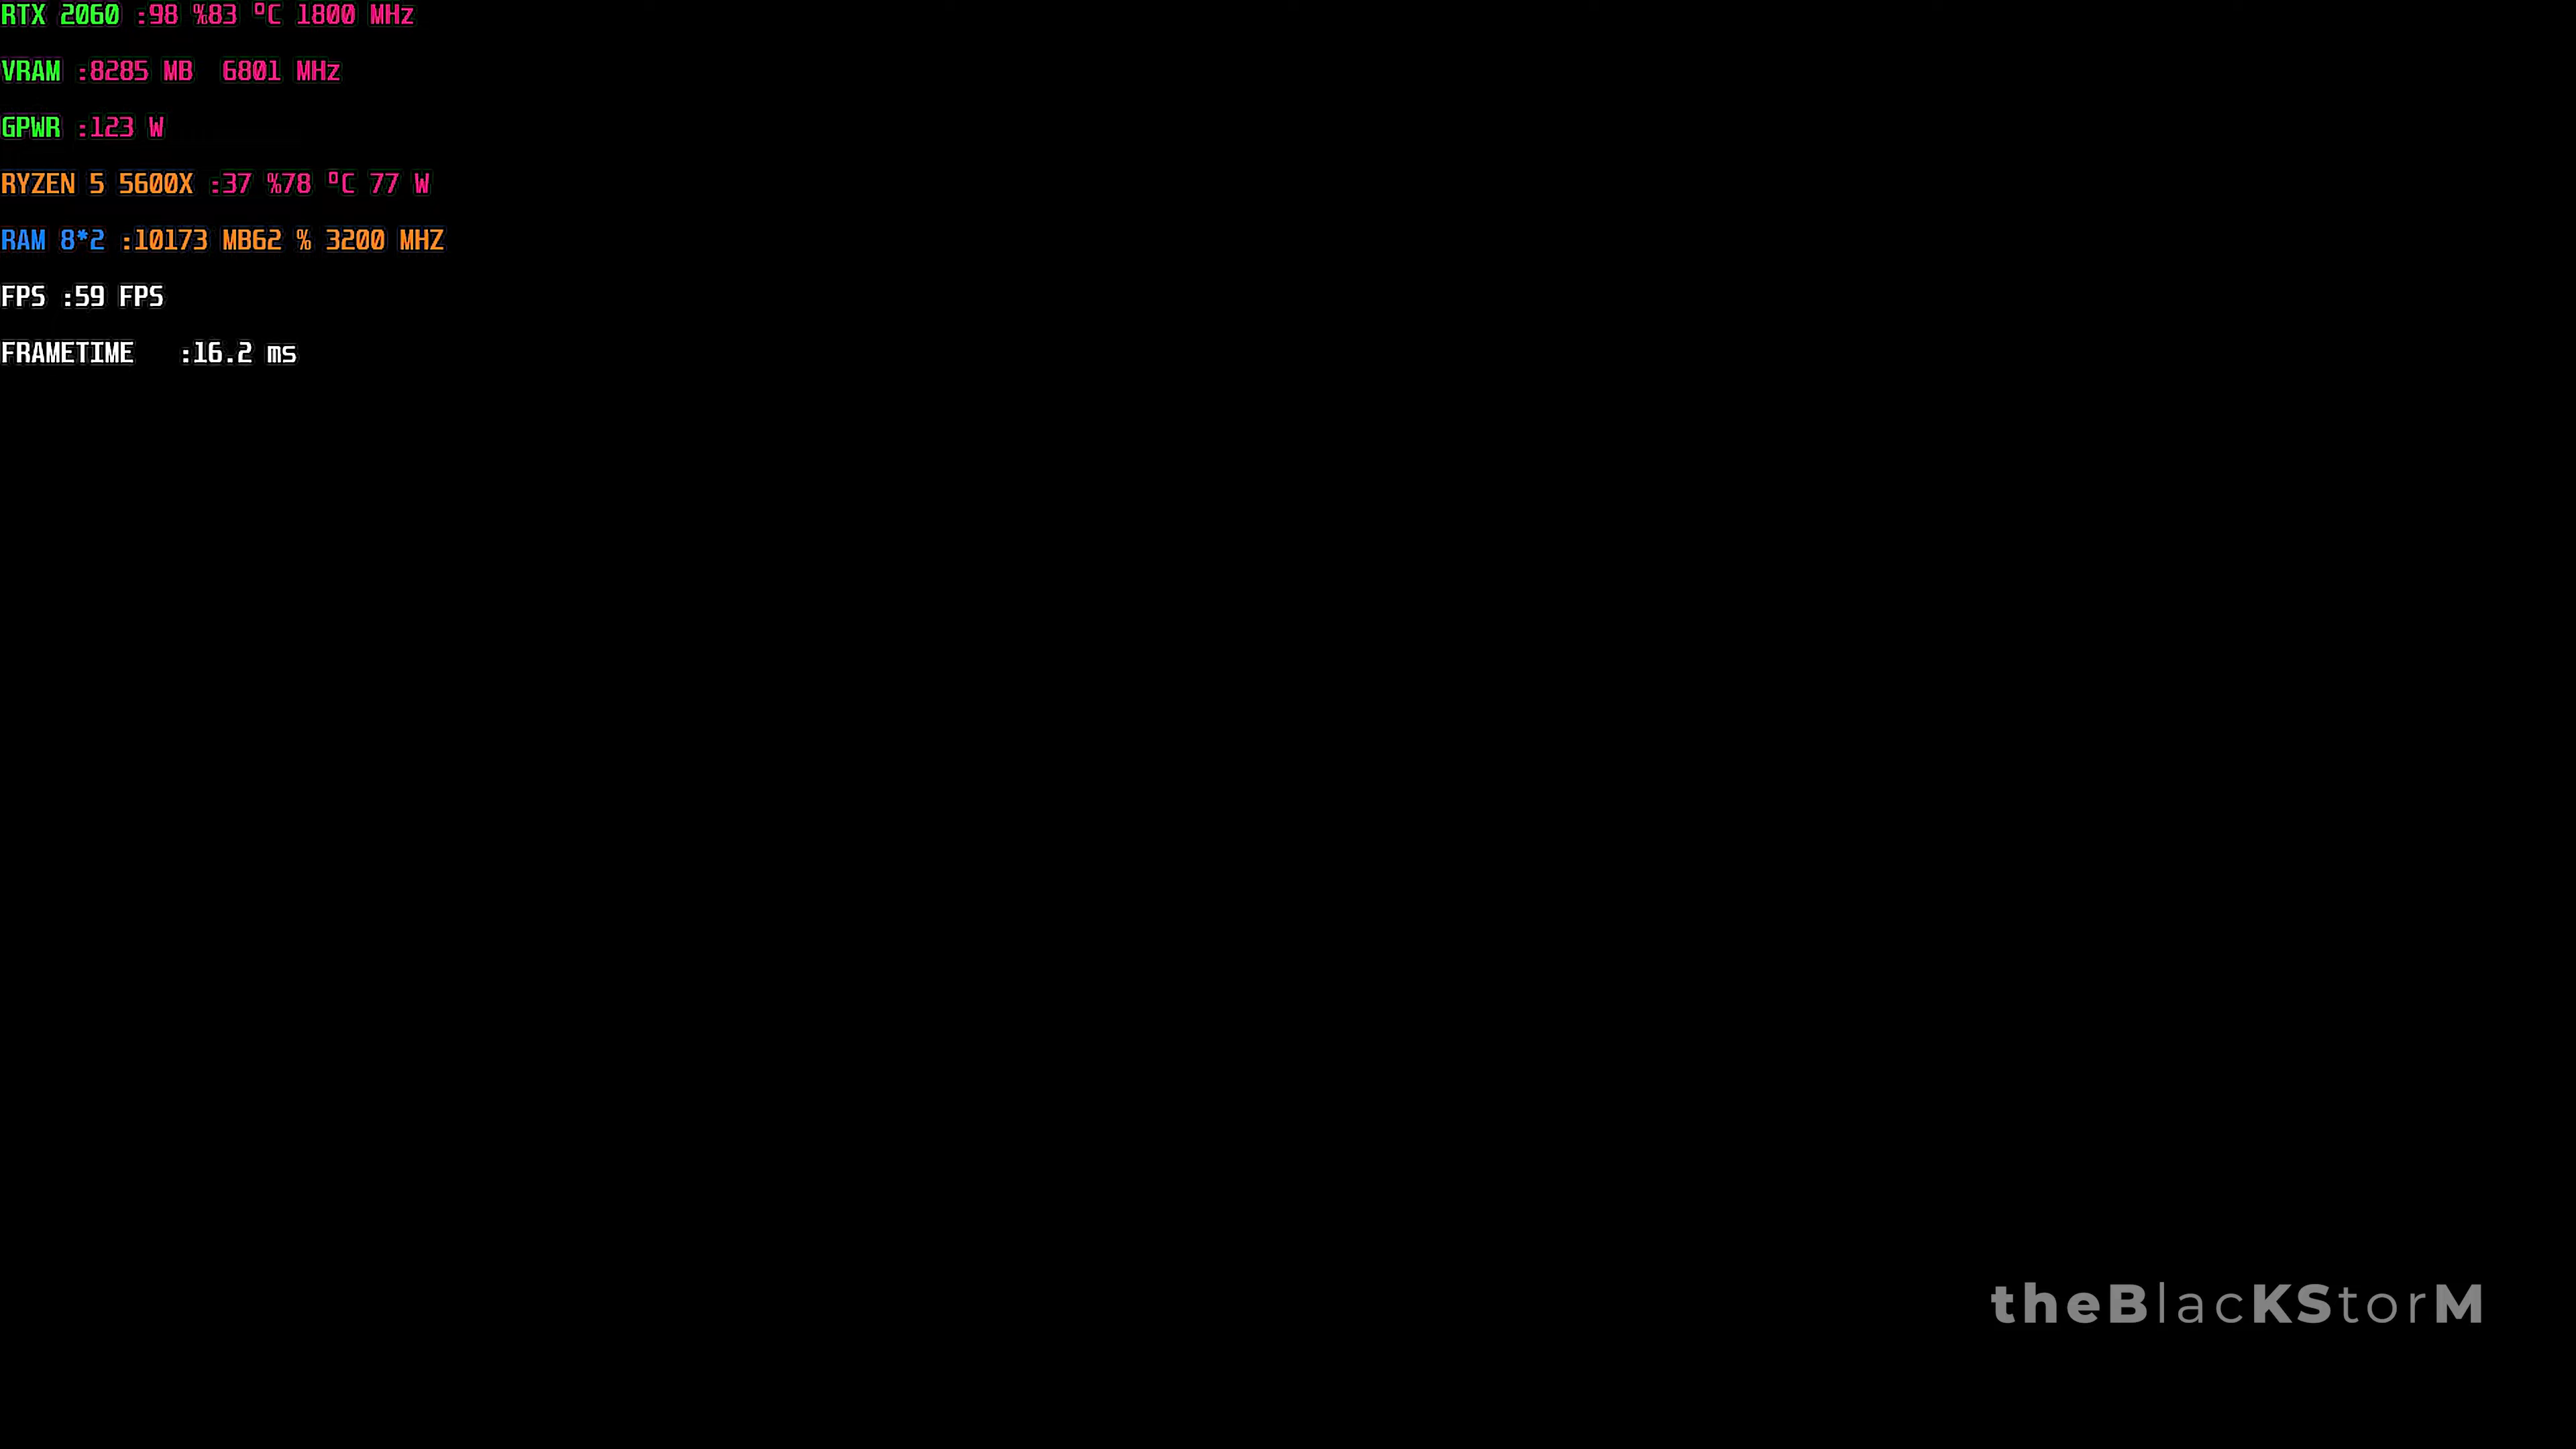 RTX 2060 :98 %83 °C 1800 MHz
VRAM :8285 MB 6801 MHz
GPWR :123 W
RYZEN 5 5600X :37 %78 °C 77 W
RAM 8*2 :10173 MB62 % 3200 MHZ
FPS :59 FPS
FRAMETIME :16.2 ms
theBlacKStorM